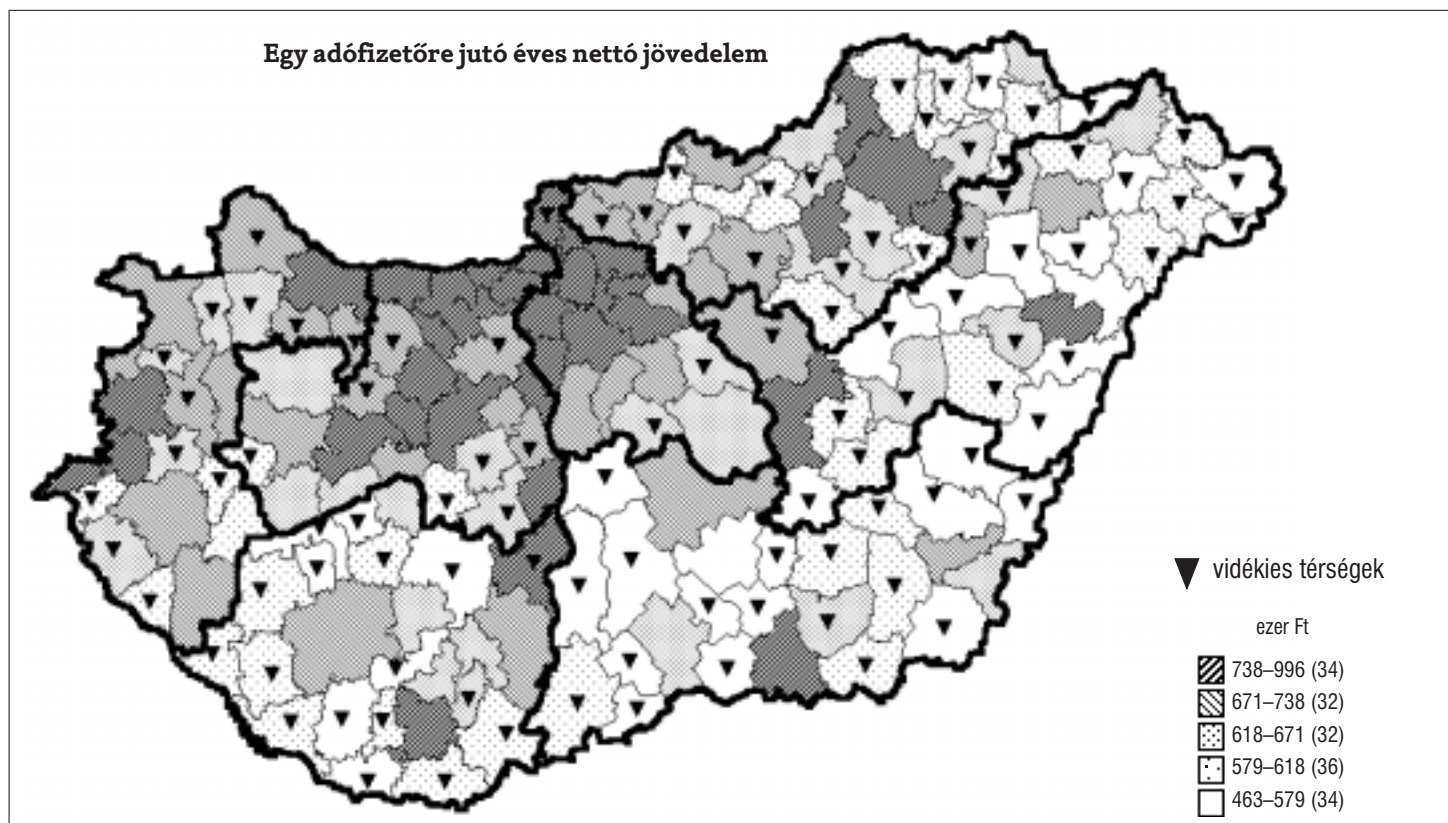 Egy adófizetőre jutó éves nettó jövedelem
vidékies térségek
ezer Ft
738–996 (34)
671–738 (32)
618–671 (32)
579–618 (36)
463–579 (34)